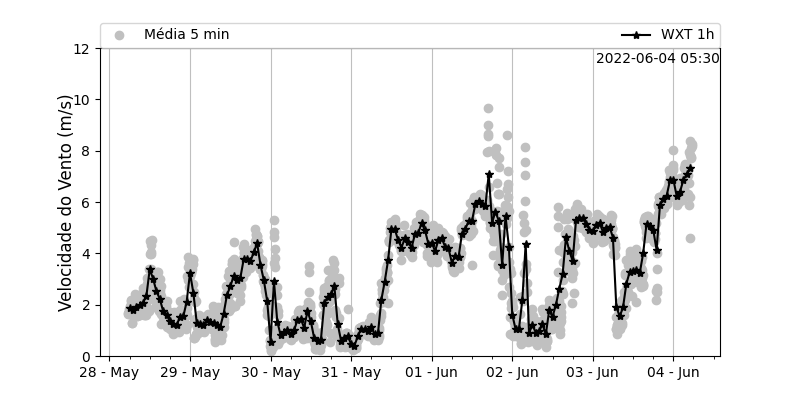 Média 5 min
WXT 1h
2022-06-04 05:30
Velocidade do Vento (m/s)
12
10
8
6
4
2
0
28 - May 29 - May 30 - May 31 - May 01 - Jun 02 - Jun 03 - Jun 04 - Jun